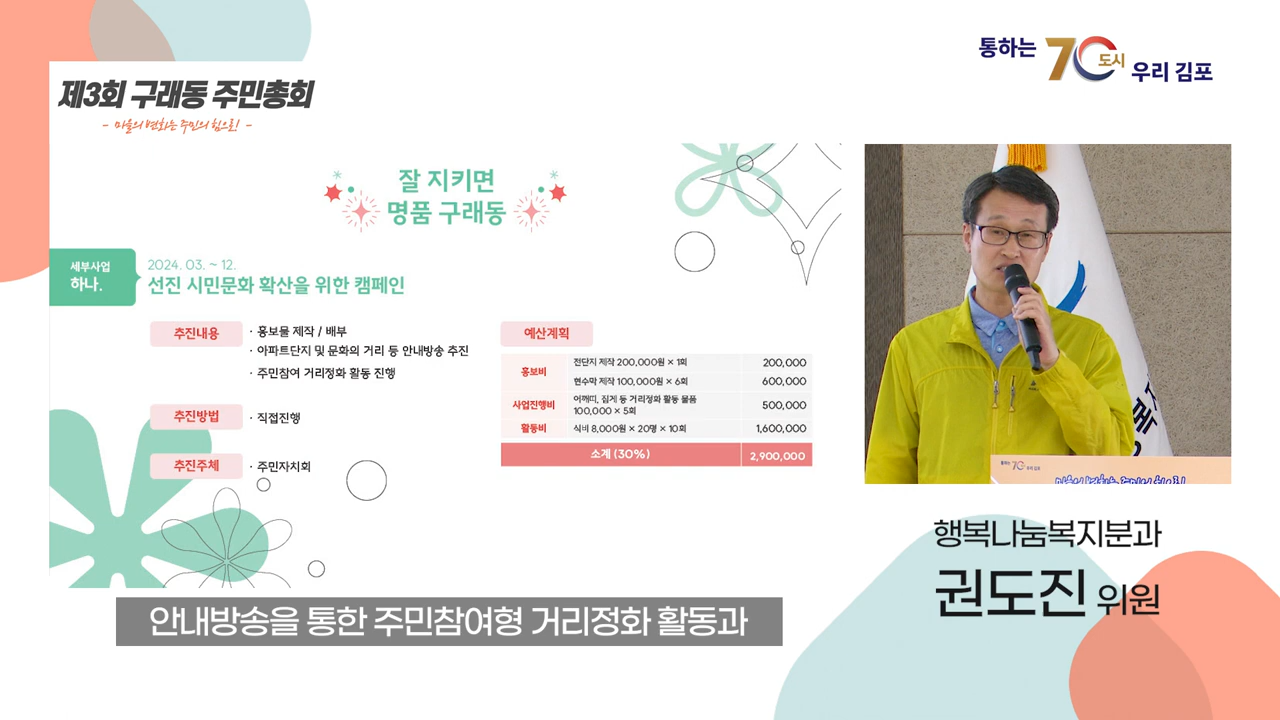 제3회 구래동 주민총회
- 마을의 변화는 주민의 힘으로! -
통하는 70 도시 우리 김포
잘 지키면
명품 구래동
세부사업
하나.
2024. 03. ~ 12.
선진 시민문화 확산을 위한 캠페인
추진내용
· 홍보물 제작 / 배부
· 아파트단지 및 문화의 거리 등 안내방송 추진
· 주민참여 거리정화 활동 진행
추진방법
· 직접진행
추진주체
· 주민자치회
예산계획
홍보비
전단지 제작 200,000원 × 1회 200,000
현수막 제작 100,000원 × 6회 600,000
사업진행비
어깨띠, 집게 등 거리정화 활동 물품
100,000 × 5회 500,000
활동비 식비 8,000원 × 20명 × 10회 1,600,000
소계 (30%) 2,900,000
통하는 70 우리 김포
행복나눔복지분과
권도진 위원
안내방송을 통한 주민참여형 거리정화 활동과